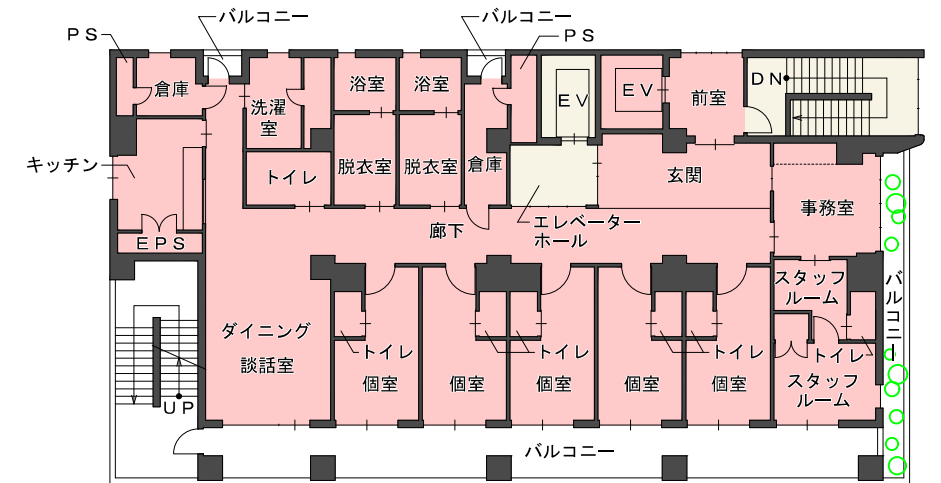 バルコニー
バルコニー
ＰＳ
ＰＳ
倉庫
洗濯
室
浴室
浴室
ＥＶ
ＥＶ
前室
ＤＮ
キッチン
トイレ
脱衣室
脱衣室
倉庫
玄関
事務室
エレベーター
ホール
廊下
ＥＰＳ
スタッフ
ルーム
バルコニー
ダイニング
談話室
トイレ
トイレ
トイレ
トイレ
個室
個室
個室
個室
個室
スタッフ
ルーム
ＵＰ
バルコニー